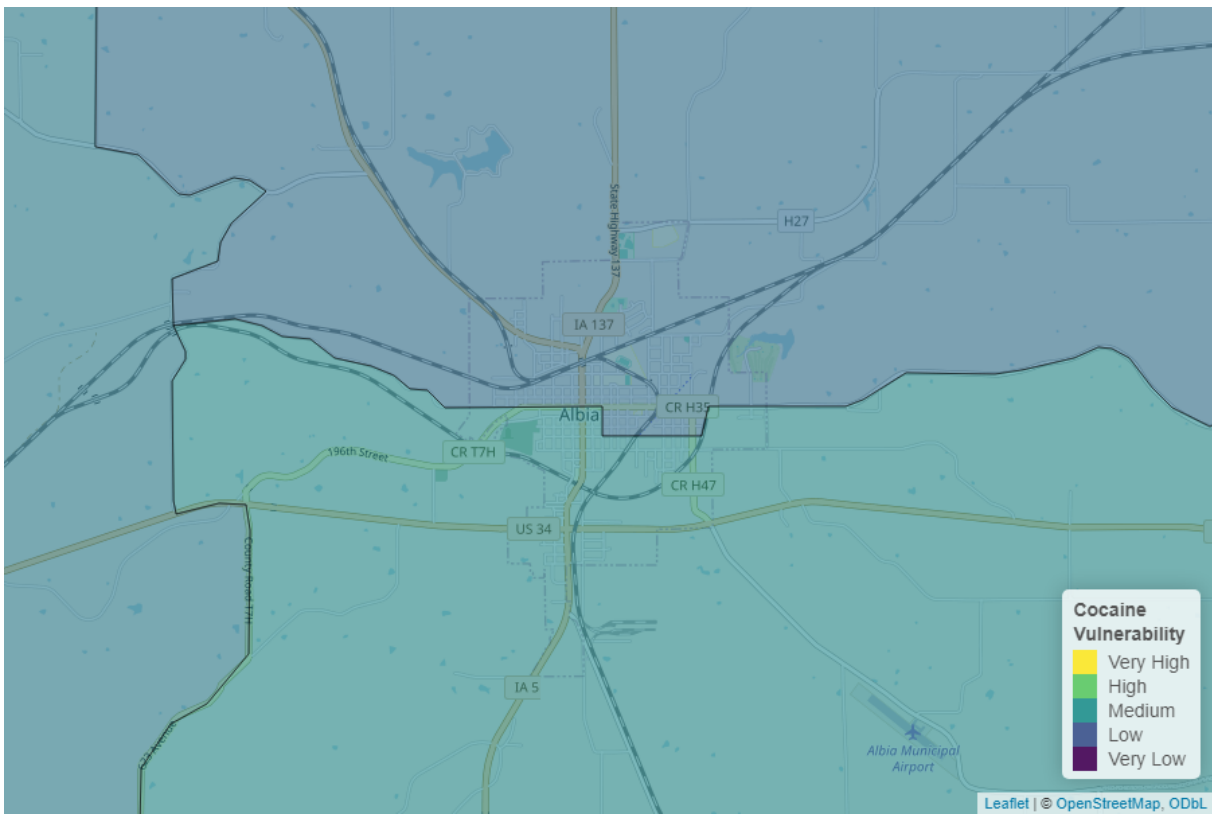 State Highway 137
H27
IA 137
CR H35
Albia
CR T7H
196th Street
CR H47
US 34
County Road T7H
IA 5
Albia Municipal
Airport
Cocaine
Vulnerability
Very High
High
Medium
Low
Very Low
Leaflet | © OpenStreetMap, ODbL